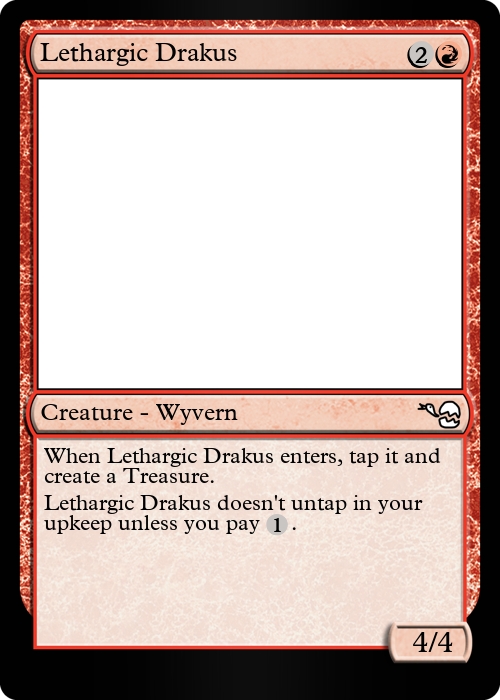 Lethargic Drakus
2
Creature - Wyvern
When Lethargic Drakus enters, tap it and
create a Treasure.
Lethargic Drakus doesn't untap in your
upkeep unless you pay 1 .
4/4